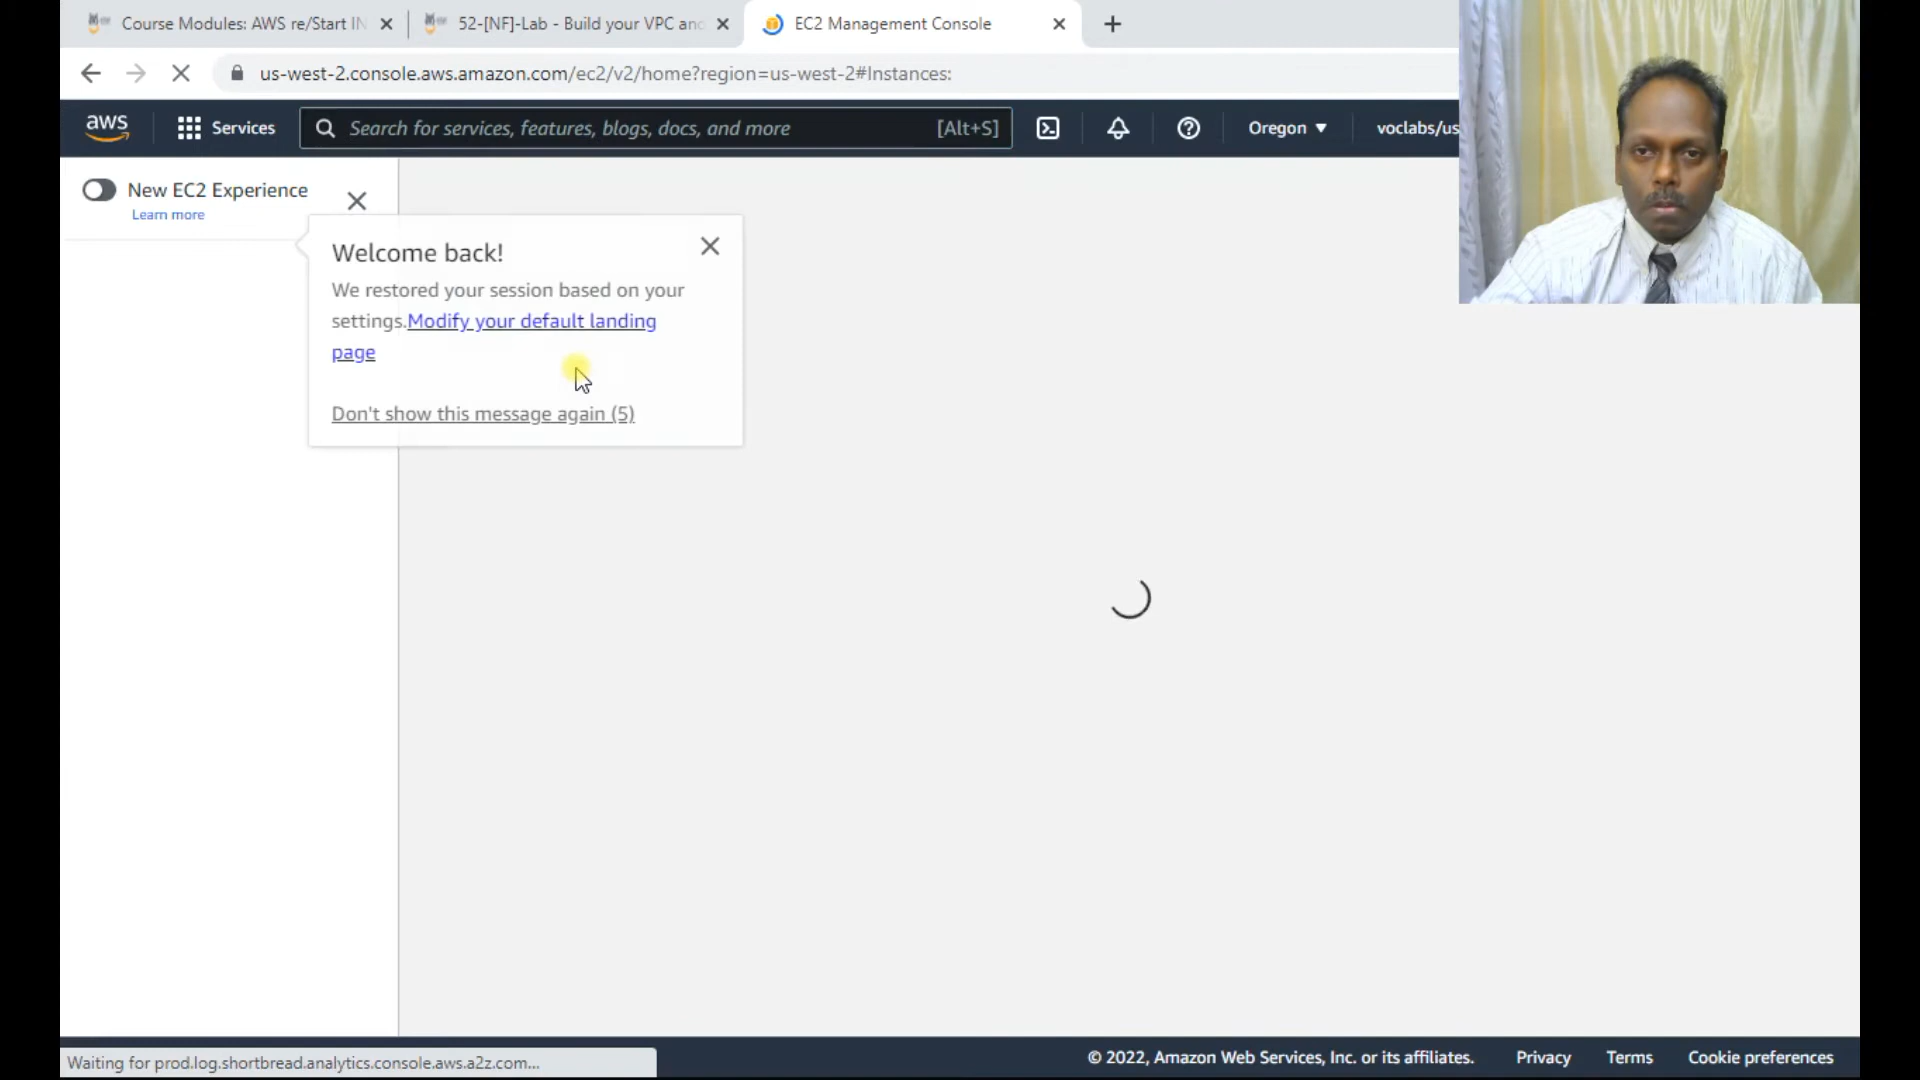 Course Modules: AWS re/Start IN
52-[NF]-Lab - Build your VPC and
EC2 Management Console
us-west-2.console.aws.amazon.com/ec2/v2/home?region=us-west-2#Instances:
aws
Services
Search for services, features, blogs, docs, and more
[Alt+S]
Oregon
voclabs/us
New EC2 Experience
Learn more
Welcome back!
We restored your session based on your
settings.Modify your default landing
page
Don't show this message again (5)
Waiting for prod.log.shortbread.analytics.console.aws.a2z.com...
© 2022, Amazon Web Services, Inc. or its affiliates.
Privacy
Terms
Cookie preferences